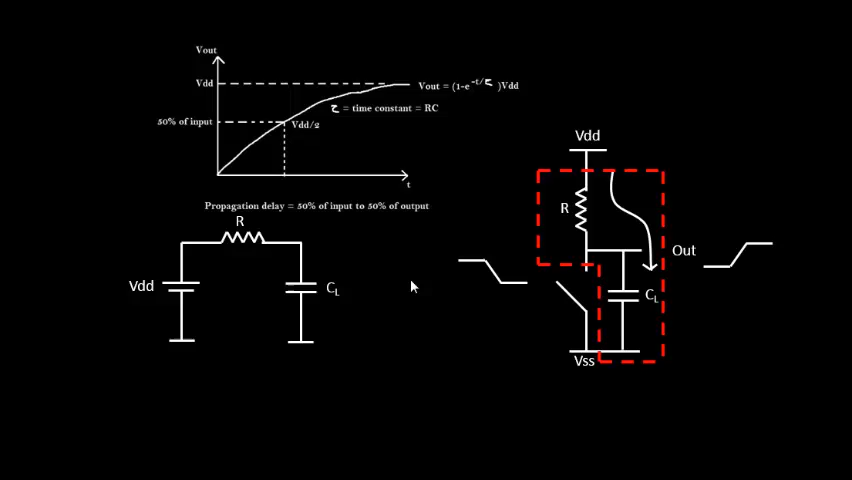 Vout
Vdd
Vout = (1-e^-t/τ)Vdd
τ = time constant = RC
50% of input
Vdd/2
t
Propagation delay = 50% of input to 50% of output
R
Vdd
CL
Vdd
R
Out
CL
Vss